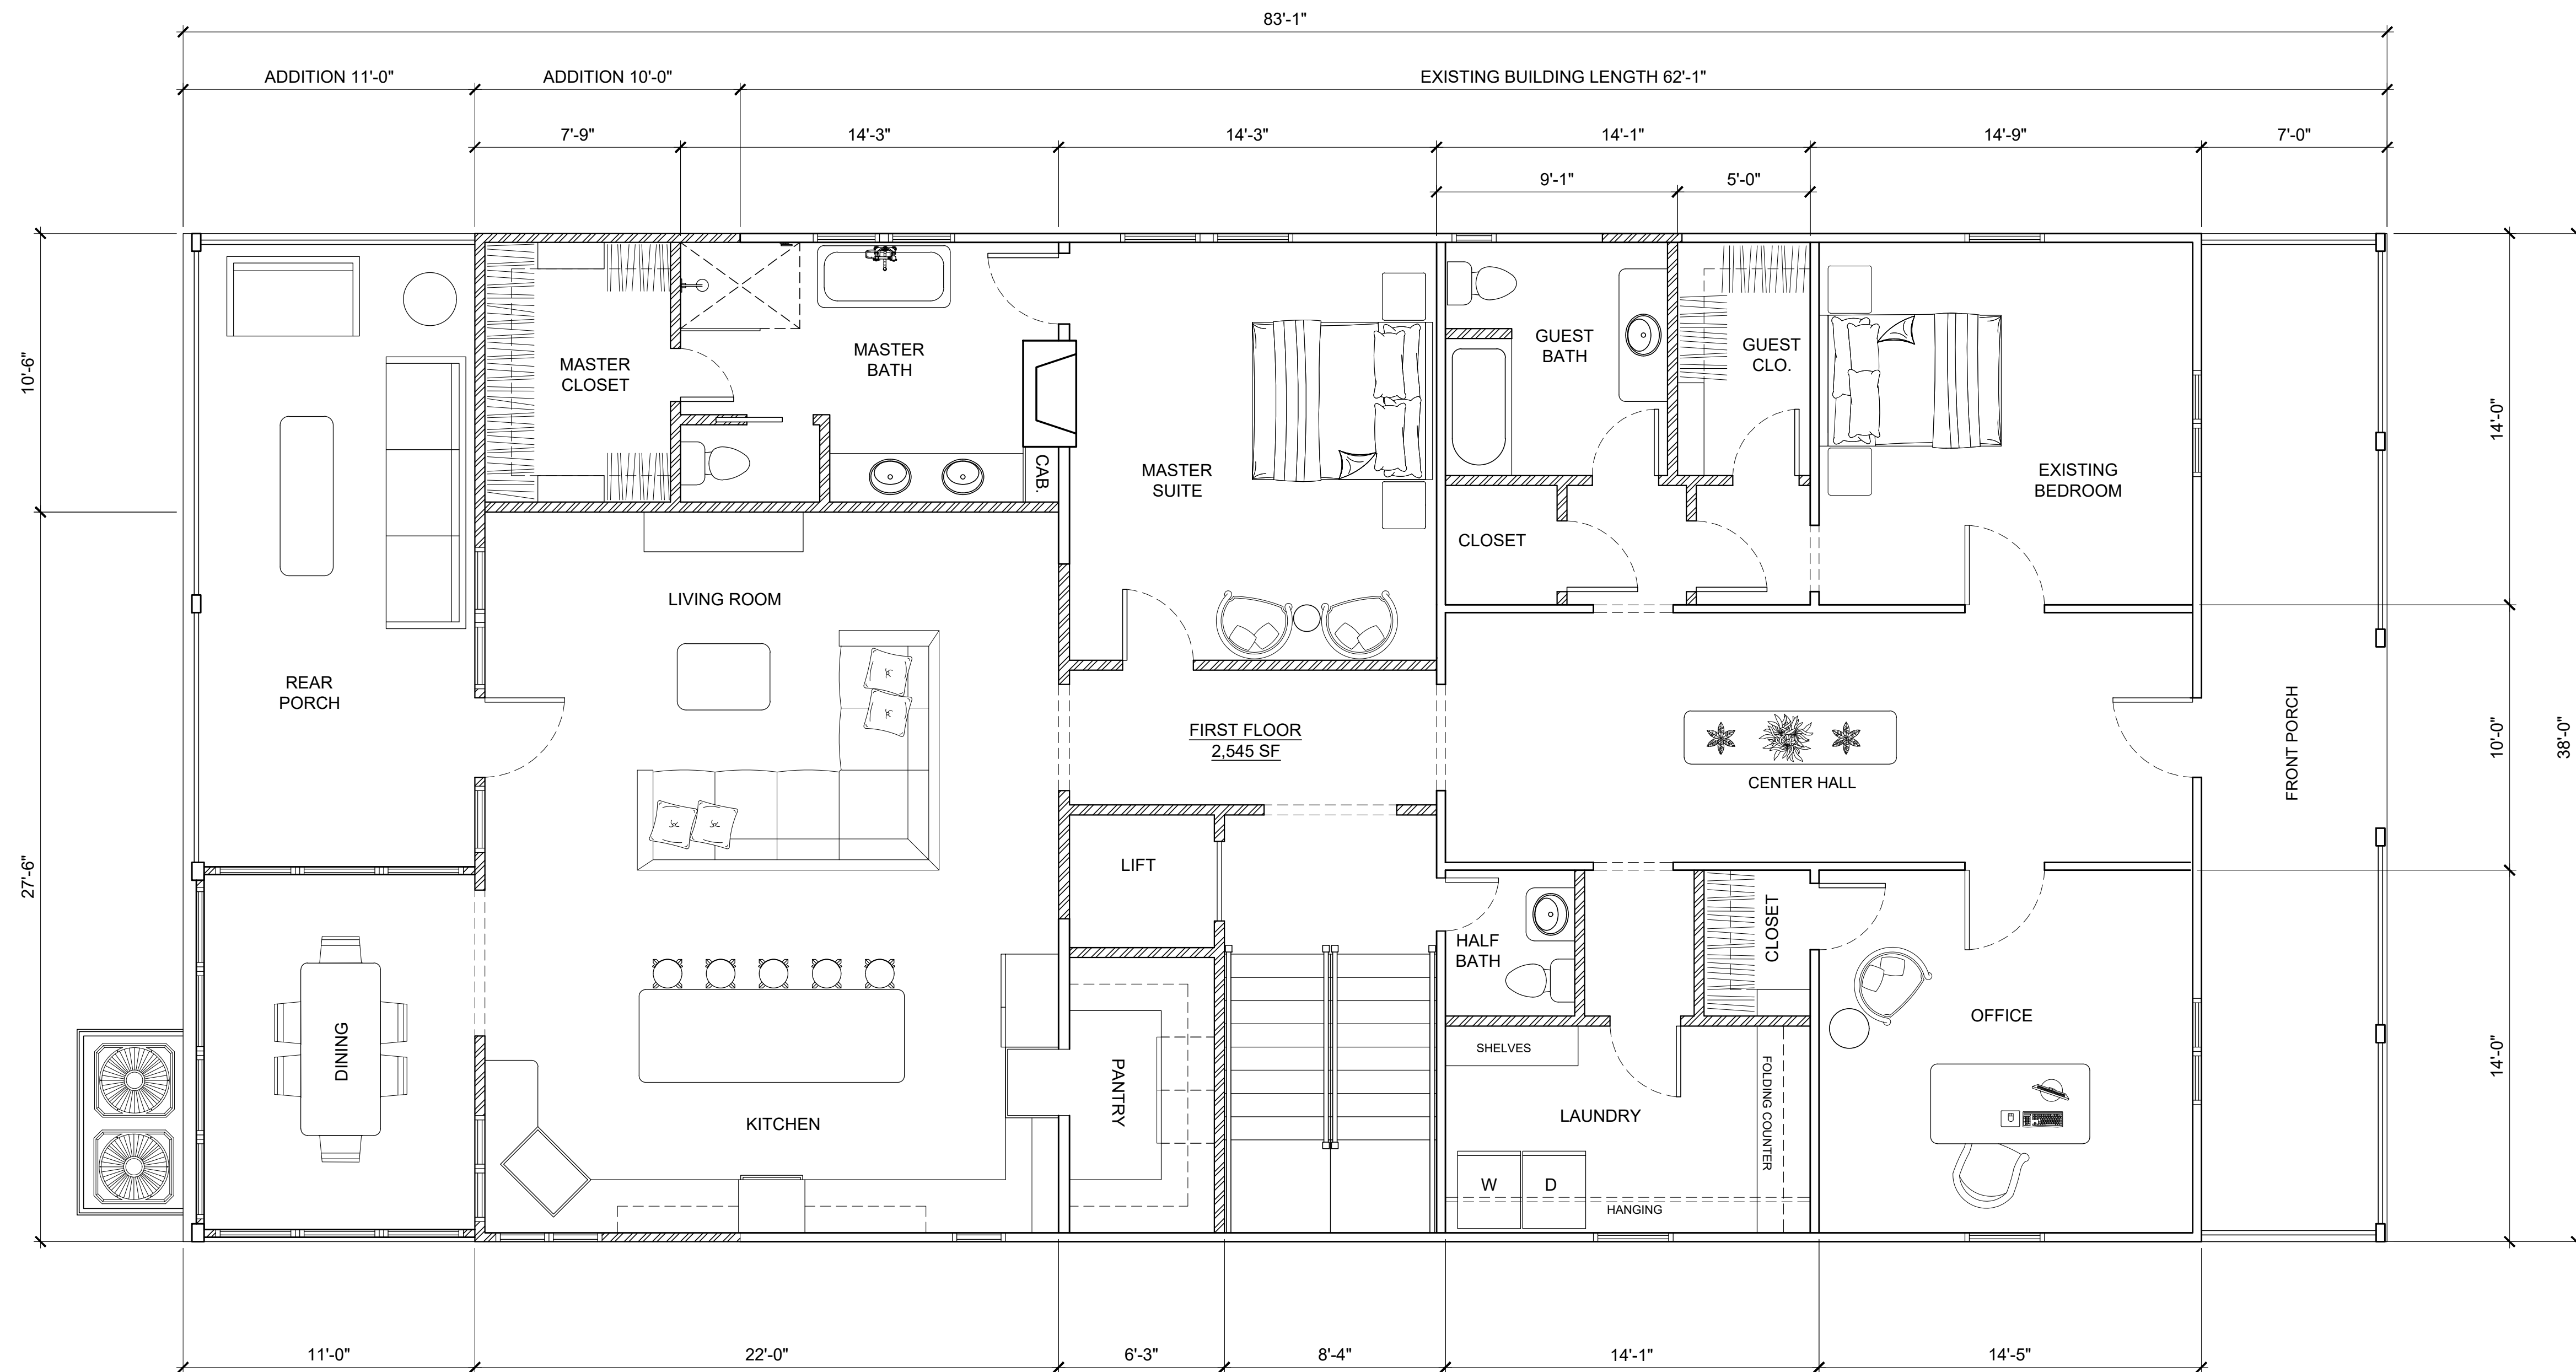 83'-1"
ADDITION 11'-0"
ADDITION 10'-0"
EXISTING BUILDING LENGTH 62'-1"
7'-9"
14'-3"
14'-3"
14'-1"
14'-9"
7'-0"
9'-1"
5'-0"
10'-6"
27'-6"
MASTER
CLOSET
MASTER
BATH
CAB.
MASTER
SUITE
GUEST
BATH
GUEST
CLO.
EXISTING
BEDROOM
CLOSET
LIVING ROOM
REAR
PORCH
FIRST FLOOR
2,545 SF
CENTER HALL
FRONT PORCH
14'-0"
10'-0"
14'-0"
38'-0"
LIFT
HALF
BATH
CLOSET
OFFICE
DINING
KITCHEN
PANTRY
SHELVES
LAUNDRY
FOLDING COUNTER
W
D
HANGING
11'-0"
22'-0"
6'-3"
8'-4"
14'-1"
14'-5"